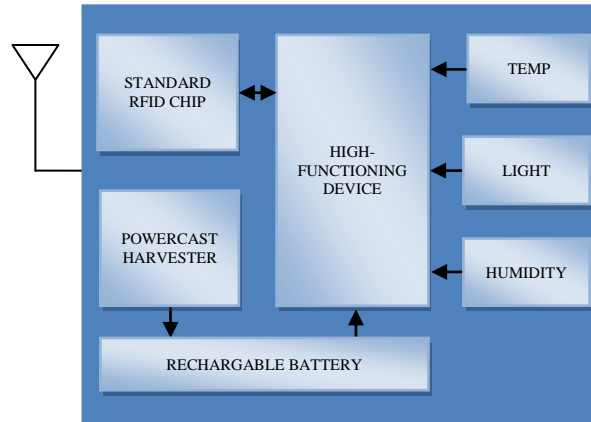 STANDARD
RFID CHIP
HIGH-
FUNCTIONING
DEVICE
TEMP
LIGHT
POWERCAST
HARVESTER
HUMIDITY
RECHARGABLE BATTERY